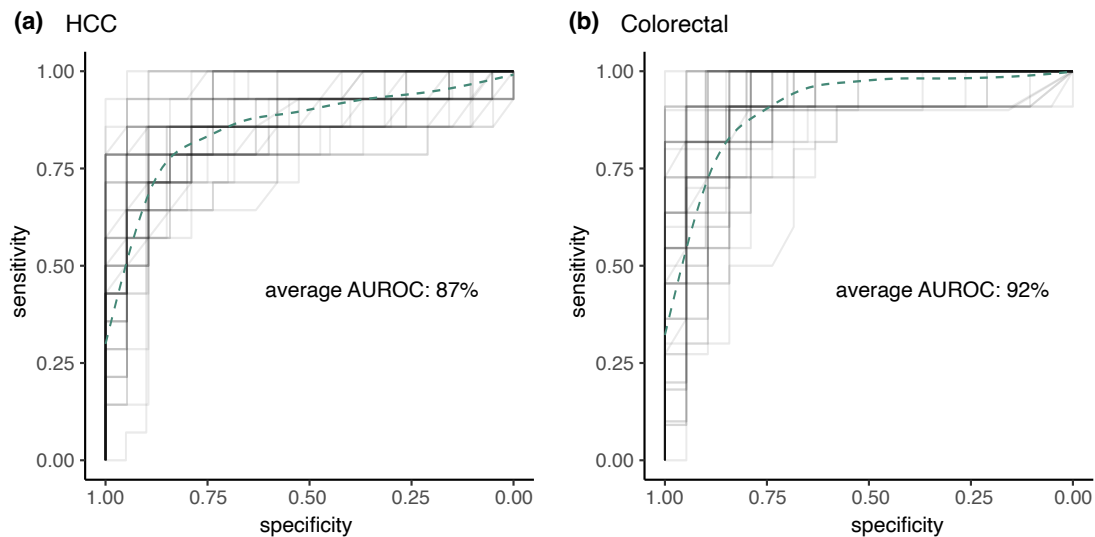 (a) HCC
1.00
0.75
0.50
0.25
0.00
sensitivity
average AUROC: 87%
1.00 0.75 0.50 0.25 0.00
specificity
(b) Colorectal
1.00
0.75
0.50
0.25
0.00
sensitivity
average AUROC: 92%
1.00 0.75 0.50 0.25 0.00
specificity